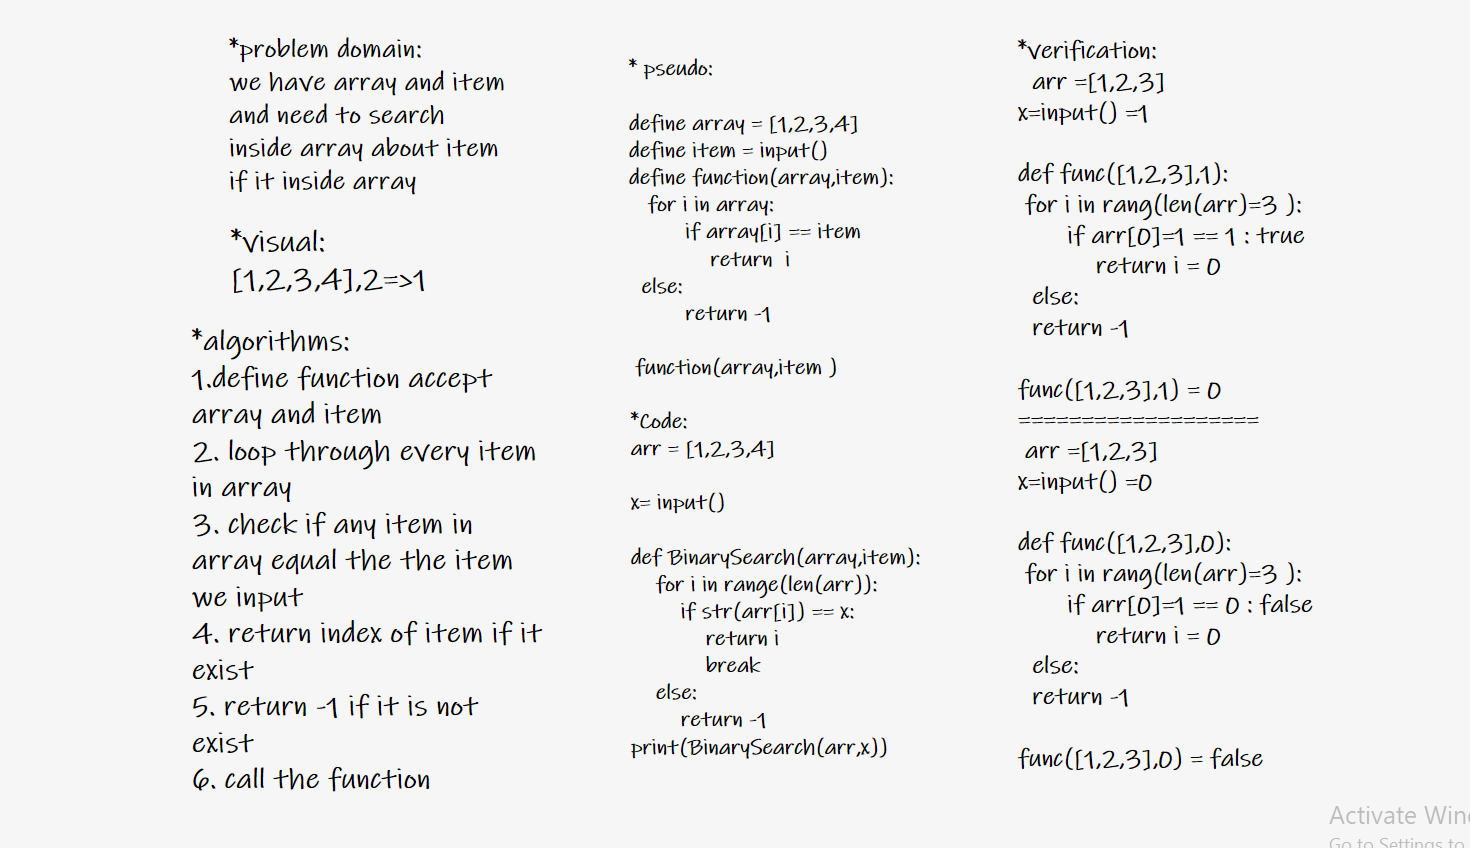 *problem domain:
we have array and item
and need to search
inside array about item
if it inside array
*visual:
[1,2,3,4],2=>1
*algorithms:
1.define function accept
array and item
2. loop through every item
in array
3. check if any item in
array equal the the item
we input
4. return index of item if it
exist
5. return -1 if it is not
exist
6. call the function
* pseudo:
define array = [1,2,3,4]
define item = input()
define function(array,item):
for i in array:
if array[i] == item
return i
else:
return -1
function(array,item )
*Code:
arr = [1,2,3,4]
x= input()
def BinarySearch(array,item):
for i in range(len(arr)):
if str(arr[i]) == x:
return i
break
else:
return -1
print(BinarySearch(arr,x))
*verification:
arr =[1,2,3]
x=input() =1
def func([1,2,3],1):
for i in rang(len(arr)=3 ):
if arr[0]=1 == 1 : true
return i = 0
else:
return -1
func([1,2,3],1) = 0
===================
arr =[1,2,3]
x=input() =0
def func([1,2,3],0):
for i in rang(len(arr)=3 ):
if arr[0]=1 == 0 : false
return i = 0
else:
return -1
func([1,2,3],0) = false
Activate Win
Go to Settings to